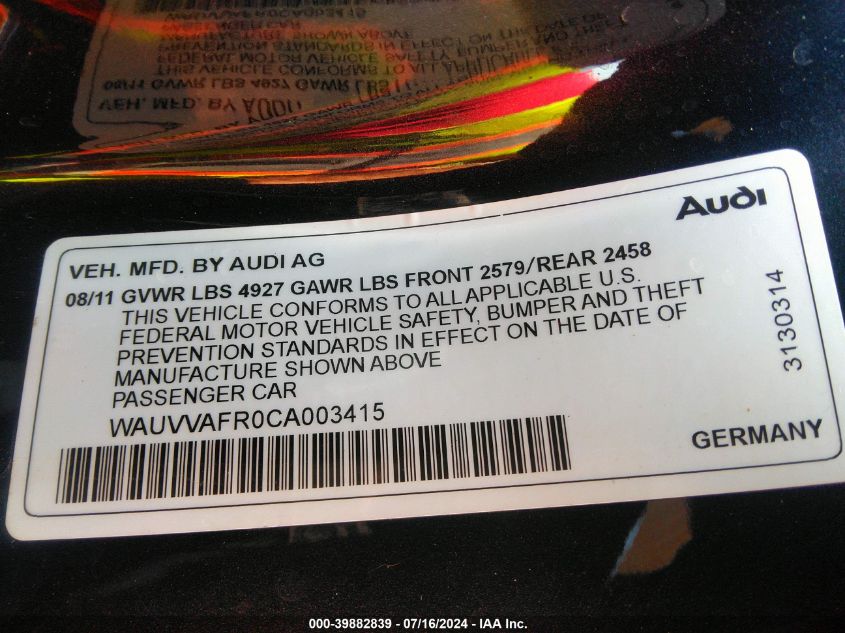 Audi
VEH. MFD. BY AUDI AG
08/11 GVWR LBS 4927 GAWR LBS FRONT 2579/REAR 2458
THIS VEHICLE CONFORMS TO ALL APPLICABLE U.S.
FEDERAL MOTOR VEHICLE SAFETY, BUMPER AND THEFT
PREVENTION STANDARDS IN EFFECT ON THE DATE OF
MANUFACTURE SHOWN ABOVE
PASSENGER CAR
WAUVVAFR0CA003415
3130314
GERMANY
000-39882839 - 07/16/2024 - IAA Inc.